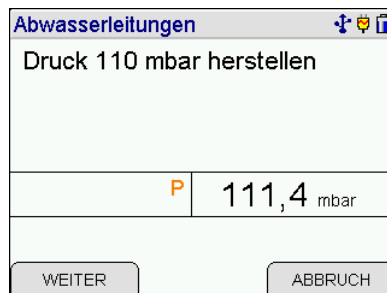 Abwasserleitungen
Druck 110 mbar herstellen
P 111,4 mbar
WEITER ABBRUCH